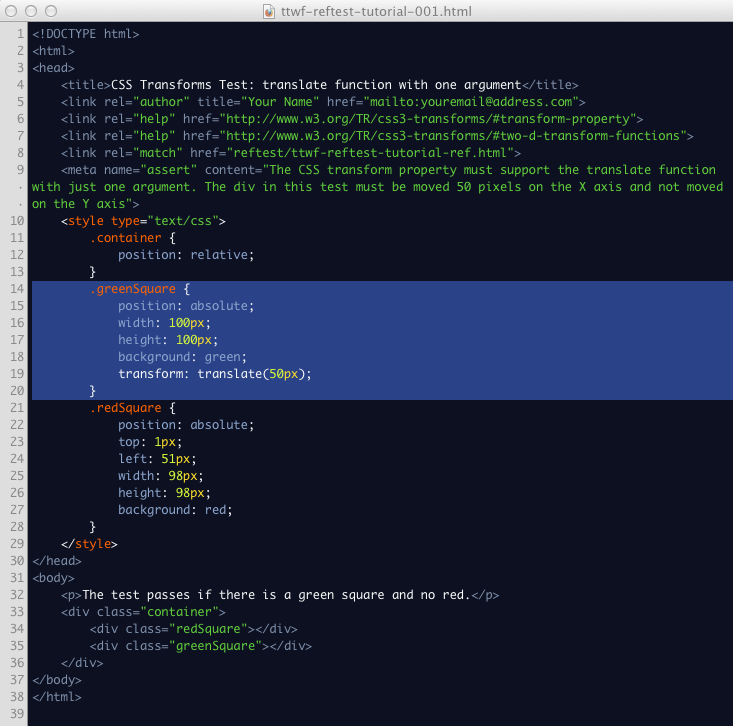 ttwf-reftest-tutorial-001.html
1 <!DOCTYPE html>
2 <html>
3 <head>
4     <title>CSS Transforms Test: translate function with one argument</title>
5     <link rel="author" title="Your Name" href="mailto:youremail@address.com">
6     <link rel="help" href="http://www.w3.org/TR/css3-transforms/#transform-property">
7     <link rel="help" href="http://www.w3.org/TR/css3-transforms/#two-d-transform-functions">
8     <link rel="match" href="reftest/ttwf-reftest-tutorial-ref.html">
9     <meta name="assert" content="The CSS transform property must support the translate function
· with just one argument. The div in this test must be moved 50 pixels on the X axis and not moved
· on the Y axis">
10     <style type="text/css">
11         .container {
12             position: relative;
13         }
14         .greenSquare {
15             position: absolute;
16             width: 100px;
17             height: 100px;
18             background: green;
19             transform: translate(50px);
20         }
21         .redSquare {
22             position: absolute;
23             top: 1px;
24             left: 51px;
25             width: 98px;
26             height: 98px;
27             background: red;
28         }
29     </style>
30 </head>
31 <body>
32     <p>The test passes if there is a green square and no red.</p>
33     <div class="container">
34         <div class="redSquare"></div>
35         <div class="greenSquare"></div>
36     </div>
37 </body>
38 </html>
39